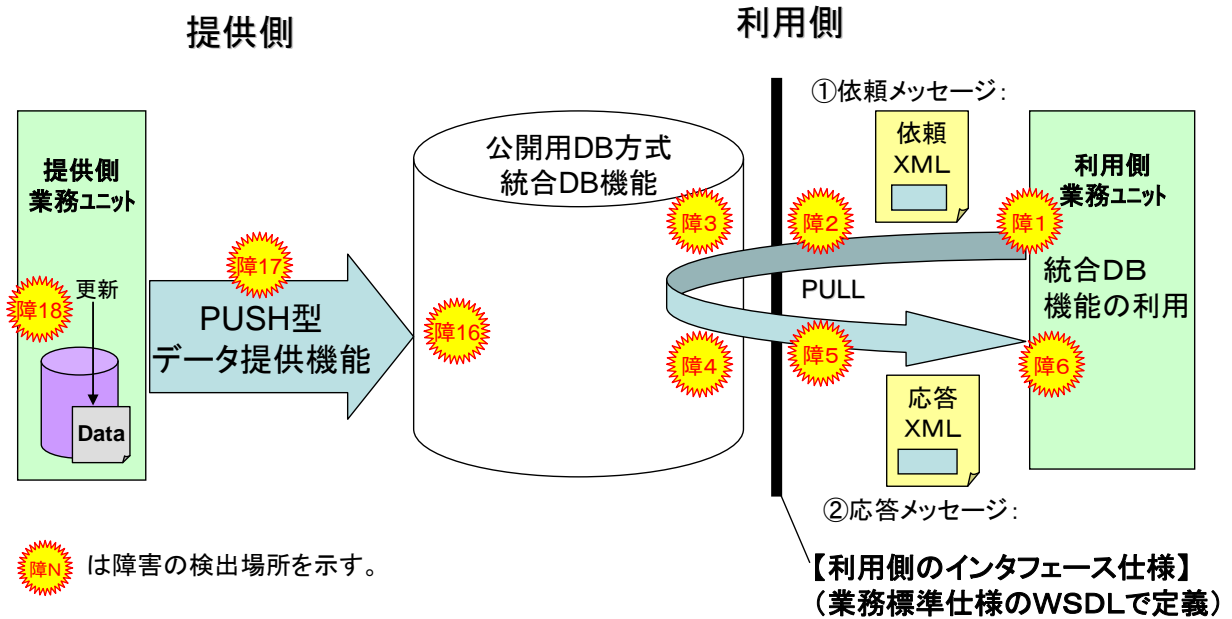 提供側
利用側
①依頼メッセージ：
依頼
XML
提供側
業務ユニット
公開用DB方式
統合DB機能
利用側
業務ユニット
障3
障2
障1
障17
障18
更新
PUSH型
データ提供機能
障16
PULL
統合DB
機能の利用
障4
障5
障6
Data
応答
XML
②応答メッセージ：
障N
は障害の検出場所を示す。
【利用側のインタフェース仕様】
（業務標準仕様のWSDLで定義）